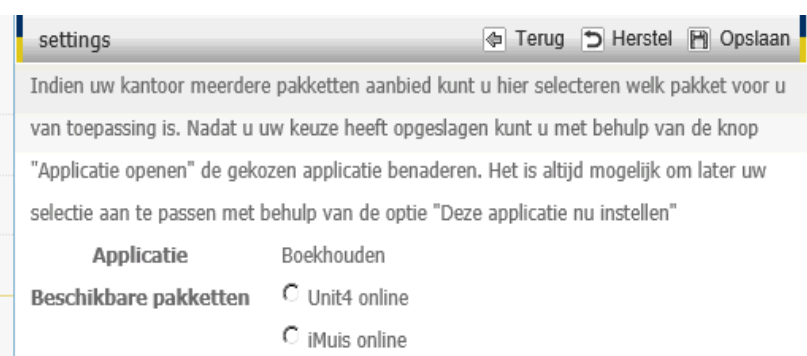 settings Terug Herstel Opslaan
Indien uw kantoor meerdere pakketten aanbied kunt u hier selecteren welk pakket voor u
van toepassing is. Nadat u uw keuze heeft opgeslagen kunt u met behulp van de knop
"Applicatie openen" de gekozen applicatie benaderen. Het is altijd mogelijk om later uw
selectie aan te passen met behulp van de optie "Deze applicatie nu instellen"
Applicatie Boekhouden
Beschikbare pakketten Unit4 online
iMuis online